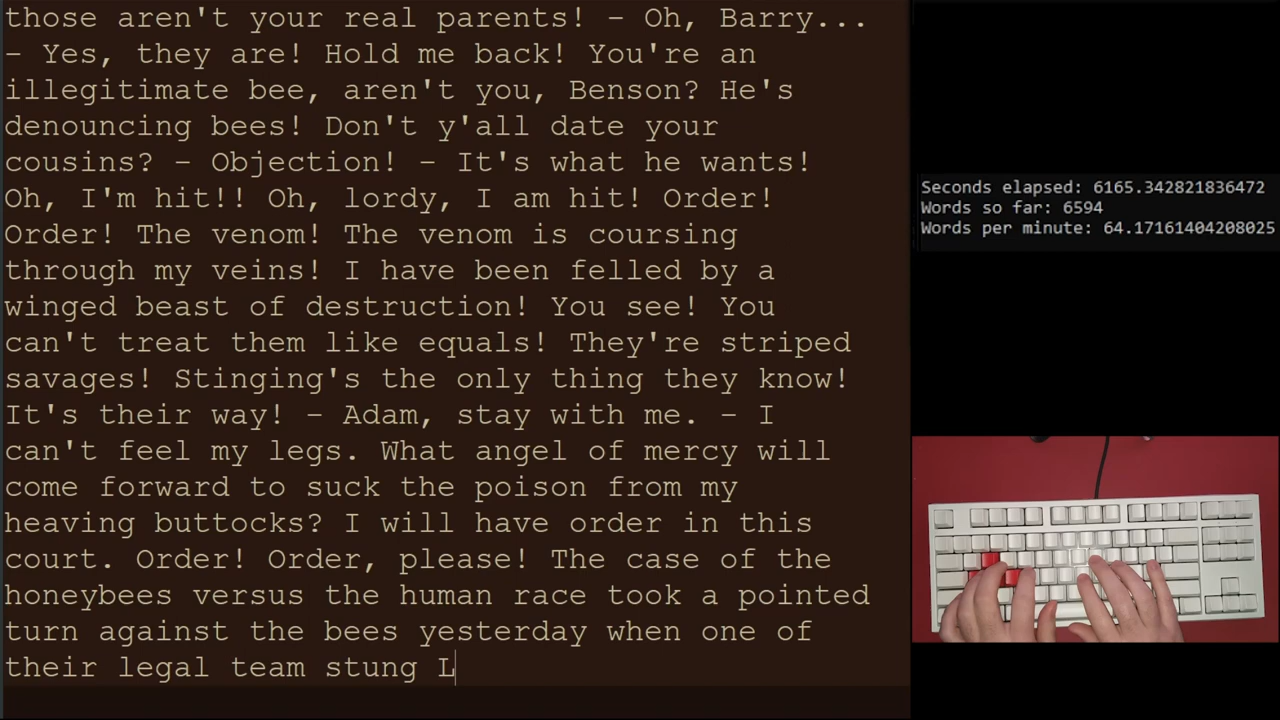 those aren't your real parents! - Oh, Barry...
- Yes, they are! Hold me back! You're an
illegitimate bee, aren't you, Benson? He's
denouncing bees! Don't y'all date your
cousins? - Objection! - It's what he wants!
Oh, I'm hit!! Oh, lordy, I am hit! Order!
Order! The venom! The venom is coursing
through my veins! I have been felled by a
winged beast of destruction! You see! You
can't treat them like equals! They're striped
savages! Stinging's the only thing they know!
It's their way! - Adam, stay with me. - I
can't feel my legs. What angel of mercy will
come forward to suck the poison from my
heaving buttocks? I will have order in this
court. Order! Order, please! The case of the
honeybees versus the human race took a pointed
turn against the bees yesterday when one of
their legal team stung L
Seconds elapsed: 6165.342821836472
Words so far: 6594
Words per minute: 64.17161404208025